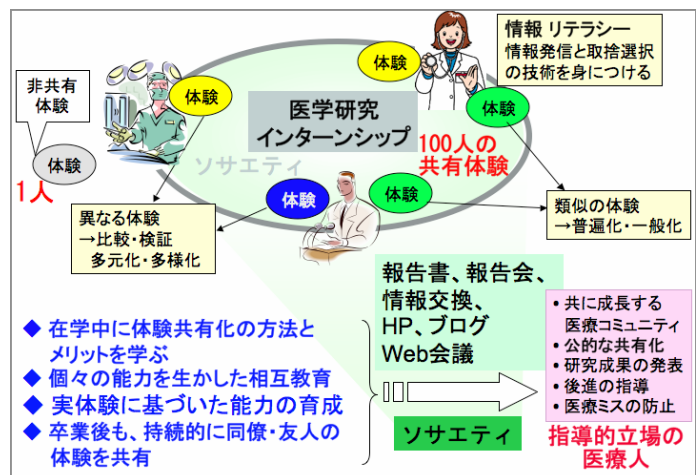 非共有
体験
体験
1人
体験
医学研究
インターンシップ
ソサエティ
体験
体験
情報 リテラシー
情報発信と取捨選択
の技術を身につける
100人の
共有体験
体験
体験
異なる体験
→比較・検証
多元化・多様化
類似の体験
→普遍化・一般化
◆ 在学中に体験共有化の方法と
メリットを学ぶ
◆ 個々の能力を生かした相互教育
◆ 実体験に基づいた能力の育成
◆ 卒業後も、持続的に同僚・友人の
体験を共有
報告書、報告会、
情報交換、
HP、ブログ
Web会議
ソサエティ
• 共に成長する
医療コミュニティ
• 公的な共有化
• 研究成果の発表
• 後進の指導
• 医療ミスの防止
指導的立場の
医療人